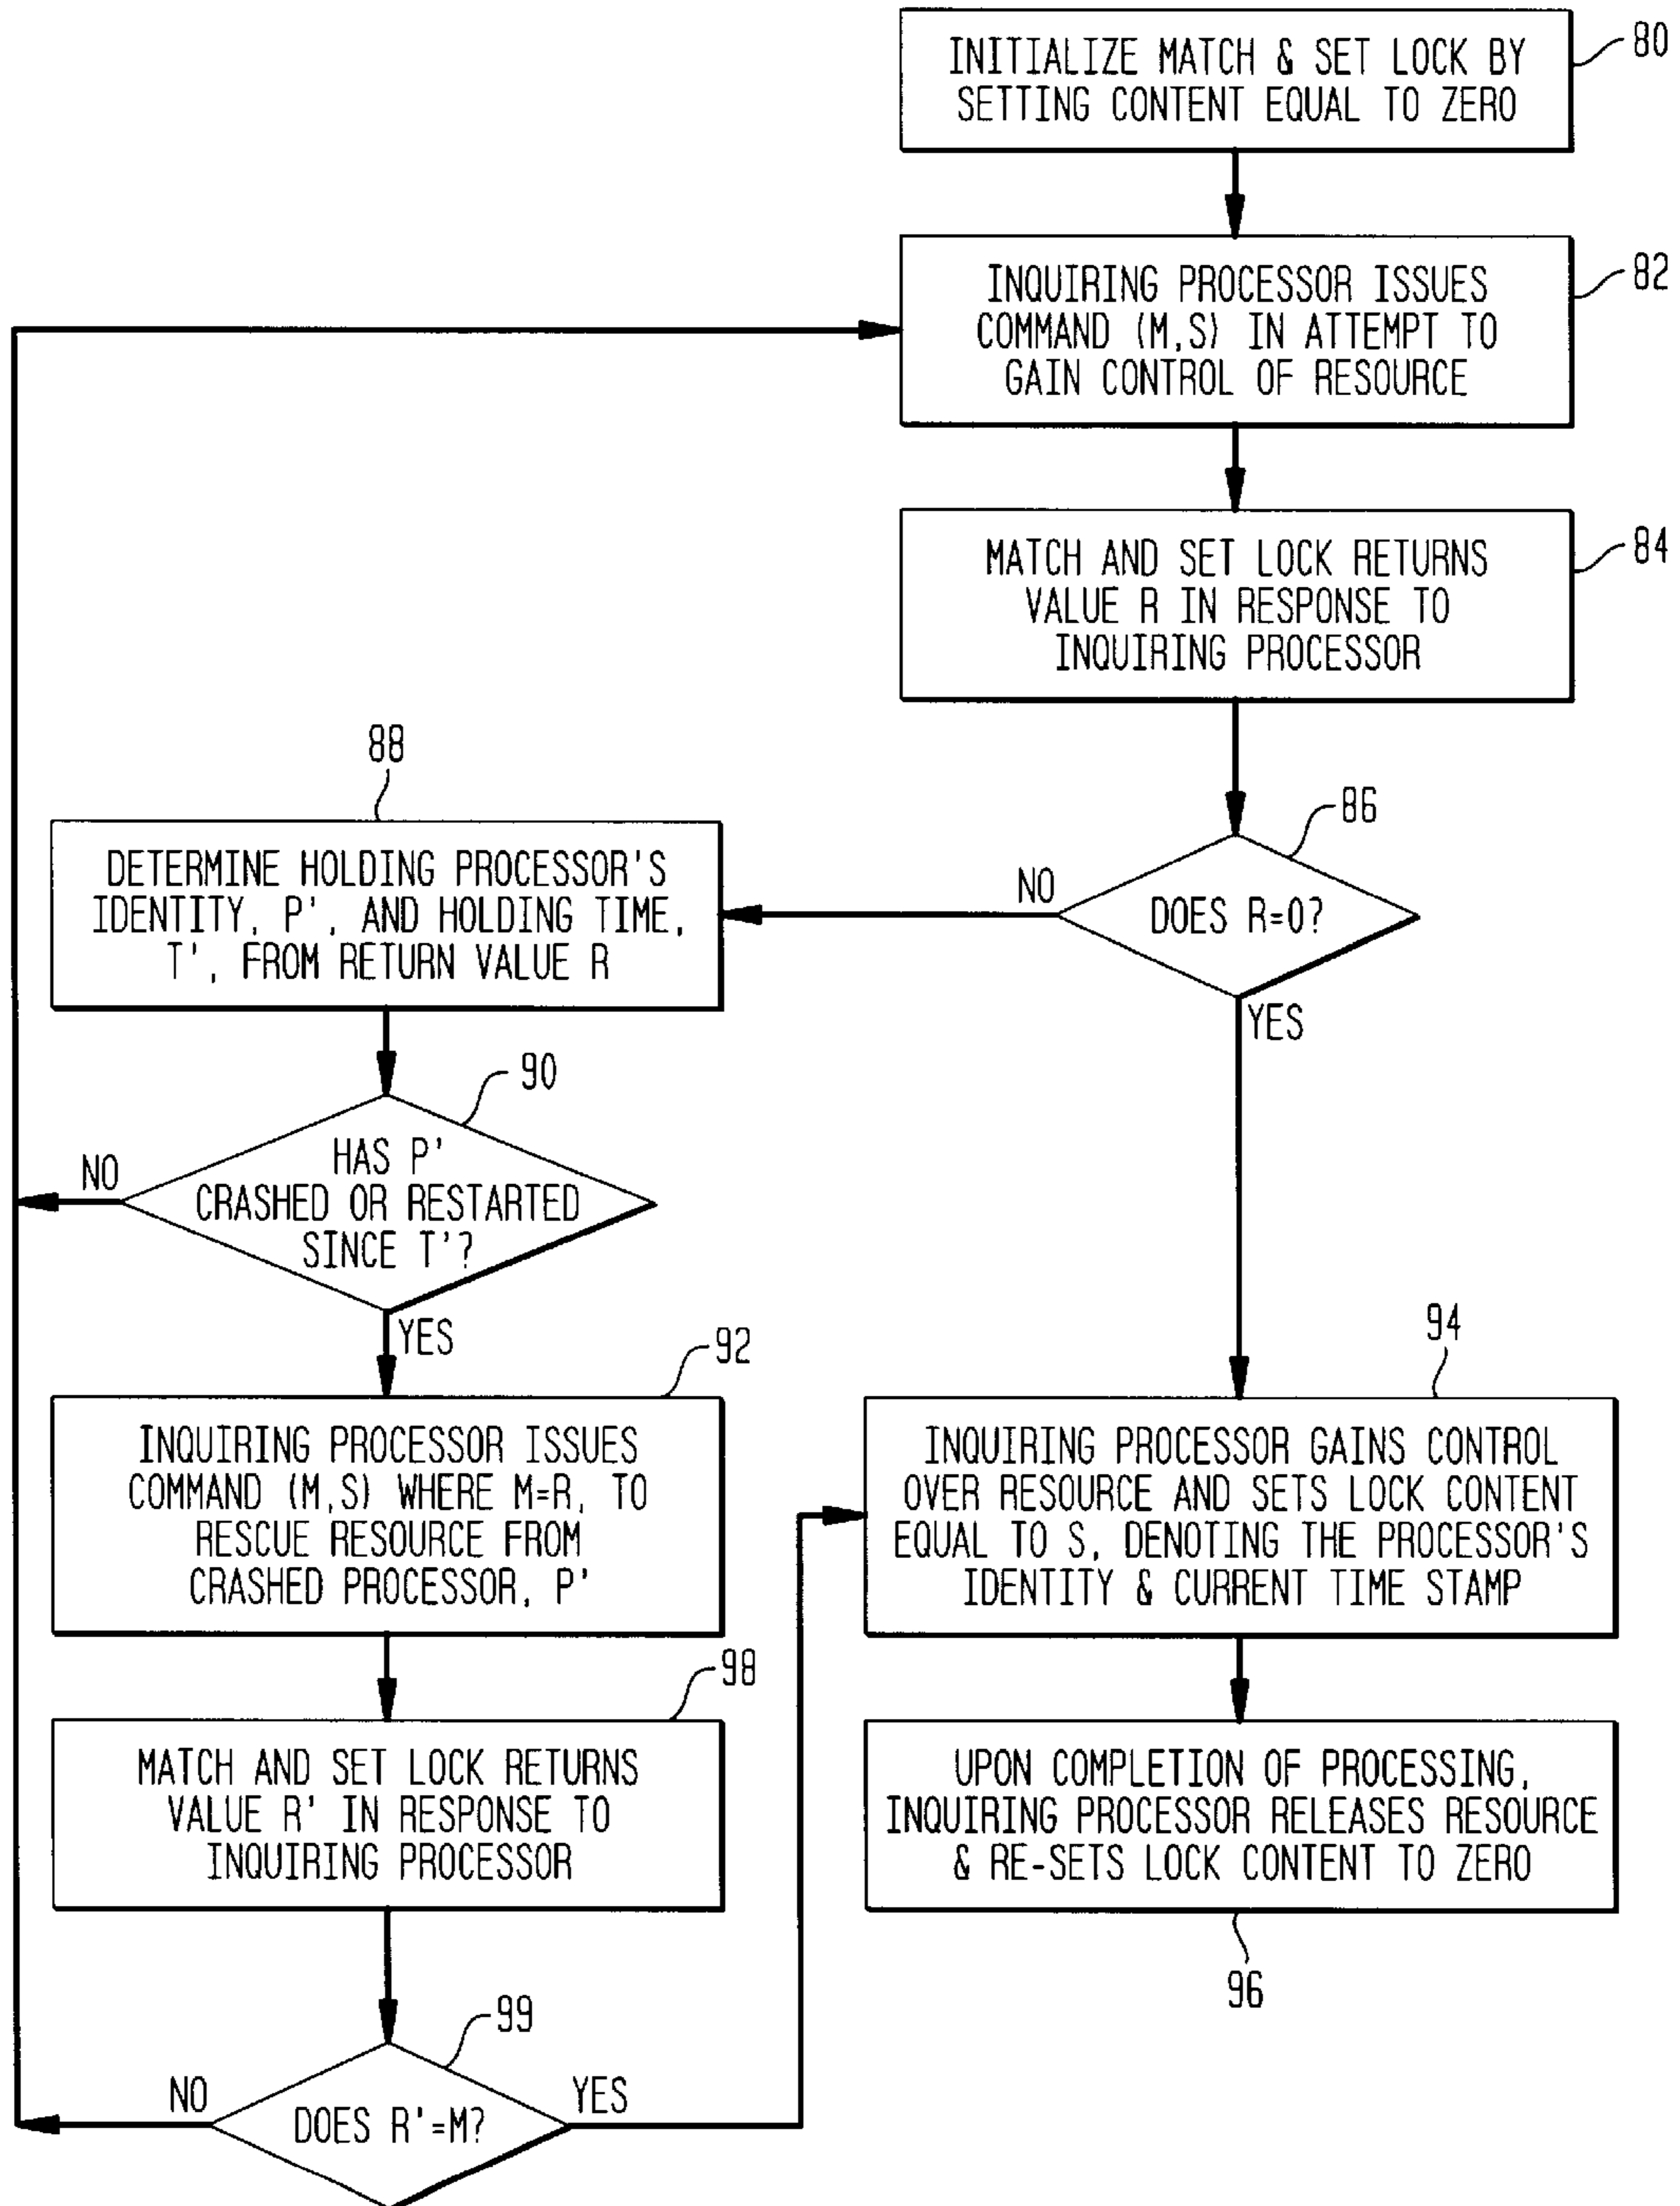 INITIALIZE MATCH & SET LOCK BY
SETTING CONTENT EQUAL TO ZERO
80
INQUIRING PROCESSOR ISSUES
COMMAND (M,S) IN ATTEMPT TO
GAIN CONTROL OF RESOURCE
82
MATCH AND SET LOCK RETURNS
VALUE R IN RESPONSE TO
INQUIRING PROCESSOR
84
86
DOES R=0?
NO
YES
88
DETERMINE HOLDING PROCESSOR'S
IDENTITY, P', AND HOLDING TIME,
T', FROM RETURN VALUE R
90
HAS P'
CRASHED OR RESTARTED
SINCE T'?
NO
YES
92
INQUIRING PROCESSOR ISSUES
COMMAND (M,S) WHERE M=R, TO
RESCUE RESOURCE FROM
CRASHED PROCESSOR, P'
94
INQUIRING PROCESSOR GAINS CONTROL
OVER RESOURCE AND SETS LOCK CONTENT
EQUAL TO S, DENOTING THE PROCESSOR'S
IDENTITY & CURRENT TIME STAMP
98
MATCH AND SET LOCK RETURNS
VALUE R' IN RESPONSE TO
INQUIRING PROCESSOR
UPON COMPLETION OF PROCESSING,
INQUIRING PROCESSOR RELEASES RESOURCE
& RE-SETS LOCK CONTENT TO ZERO
96
99
DOES R'=M?
NO
YES